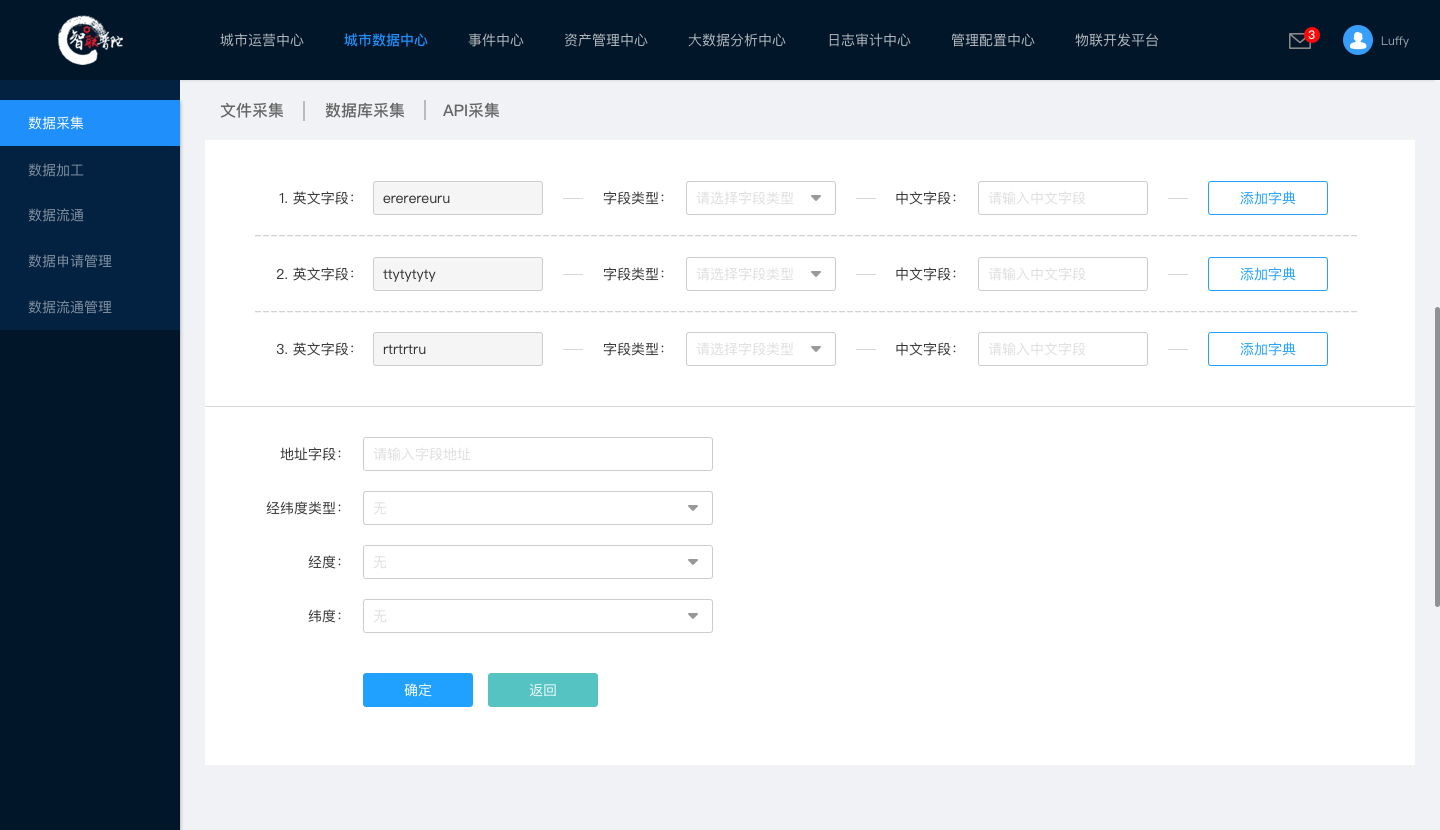 智联普陀
城市运营中心 城市数据中心 事件中心 资产管理中心 大数据分析中心 日志审计中心 管理配置中心 物联开发平台 3 Luffy
数据采集
数据加工
数据流通
数据申请管理
数据流通管理
文件采集 数据库采集 API采集
1. 英文字段： ererereuru 字段类型： 请选择字段类型 中文字段： 请输入中文字段 添加字典
2. 英文字段： ttytytyty 字段类型： 请选择字段类型 中文字段： 请输入中文字段 添加字典
3. 英文字段： rtrtrtru 字段类型： 请选择字段类型 中文字段： 请输入中文字段 添加字典
地址字段： 请输入字段地址
经纬度类型： 无
经度： 无
纬度： 无
确定 返回